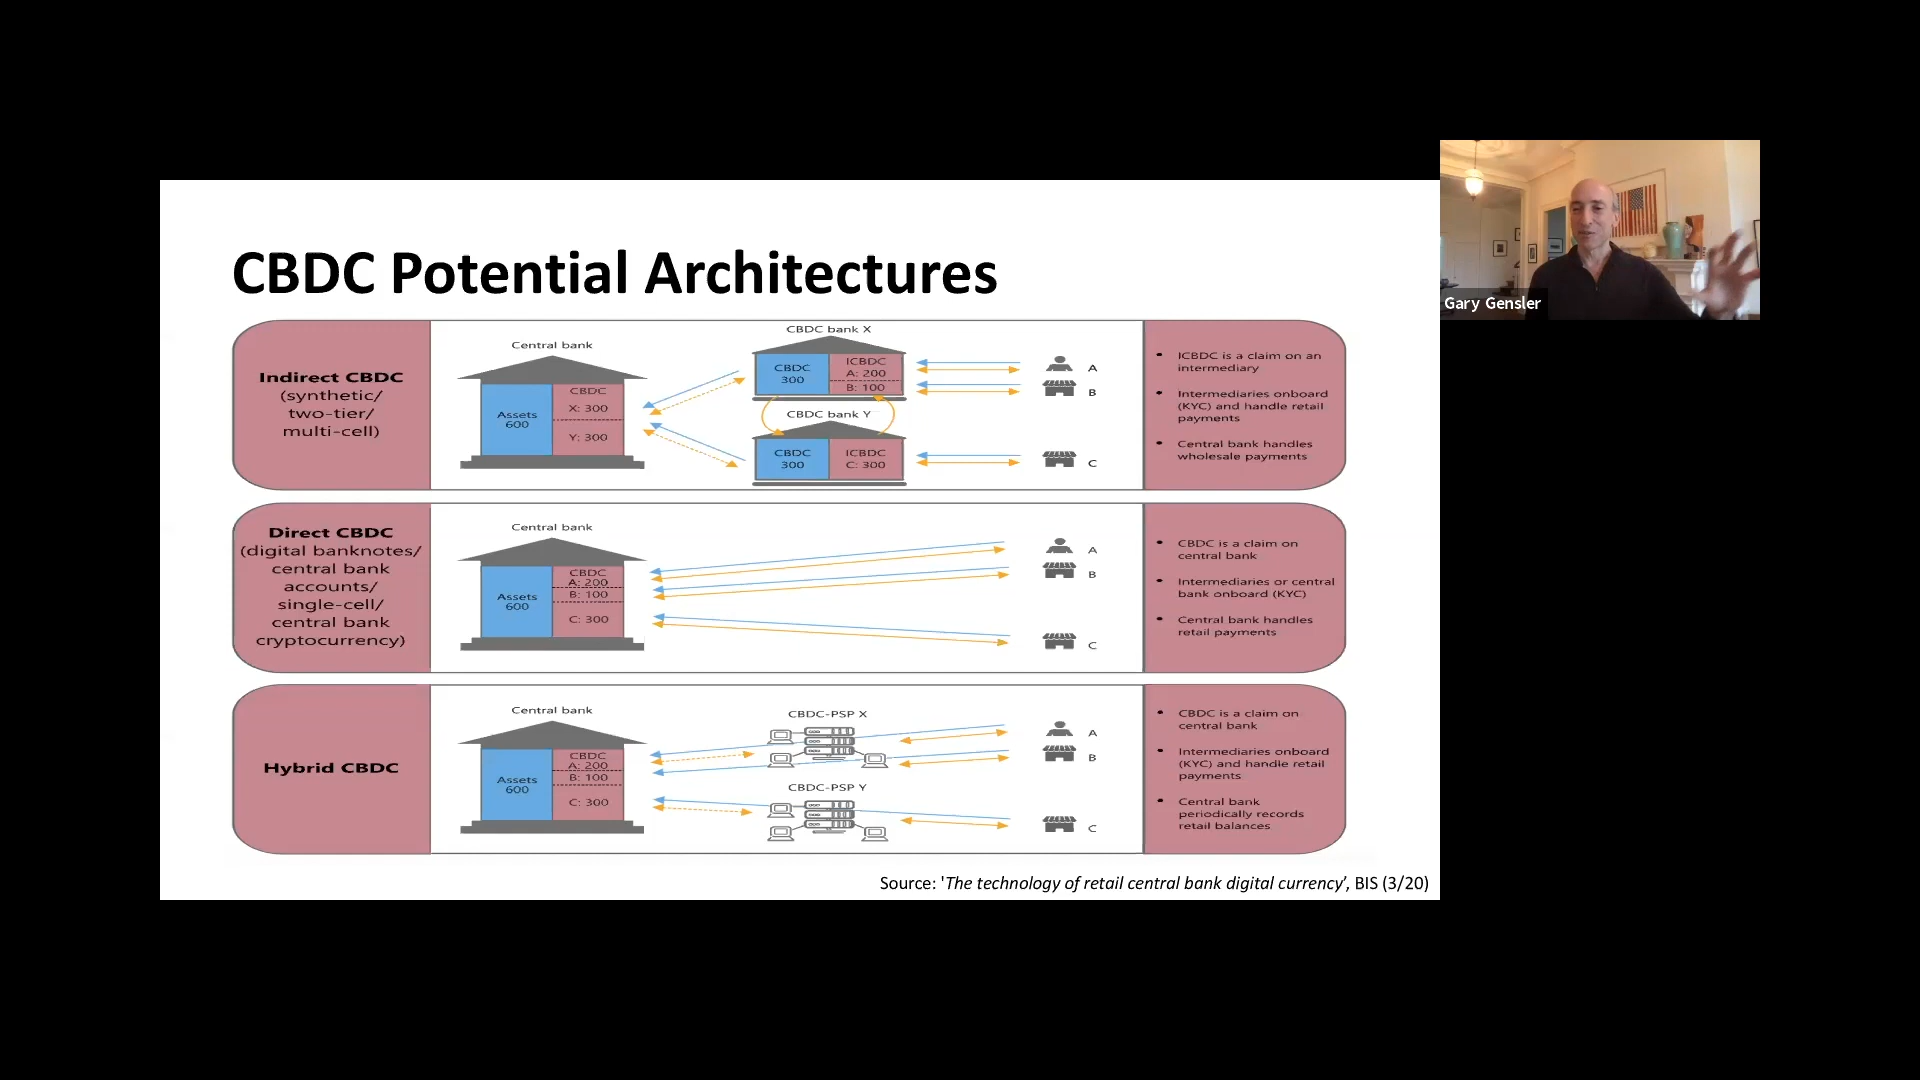 CBDC Potential Architectures
Indirect CBDC
(synthetic/
two-tier/
multi-cell)
Central bank
Assets
600
CBDC
X: 300
Y: 300
CBDC bank X
CBDC
300
ICBDC
A: 200
B: 100
CBDC bank Y
CBDC
300
ICBDC
C: 300
A
B
C
• ICBDC is a claim on an
intermediary
• Intermediaries onboard
(KYC) and handle retail
payments
• Central bank handles
wholesale payments
Direct CBDC
(digital banknotes/
central bank
accounts/
single-cell/
central bank
cryptocurrency)
Central bank
Assets
600
CBDC
A: 200
B: 100
C: 300
A
B
C
• CBDC is a claim on
central bank
• Intermediaries or central
bank onboard (KYC)
• Central bank handles
retail payments
Hybrid CBDC
Central bank
Assets
600
CBDC
A: 200
B: 100
C: 300
CBDC-PSP X
CBDC-PSP Y
A
B
C
• CBDC is a claim on
central bank
• Intermediaries onboard
(KYC) and handle retail
payments
• Central bank
periodically records
retail balances
Source: 'The technology of retail central bank digital currency', BIS (3/20)
Gary Gensler